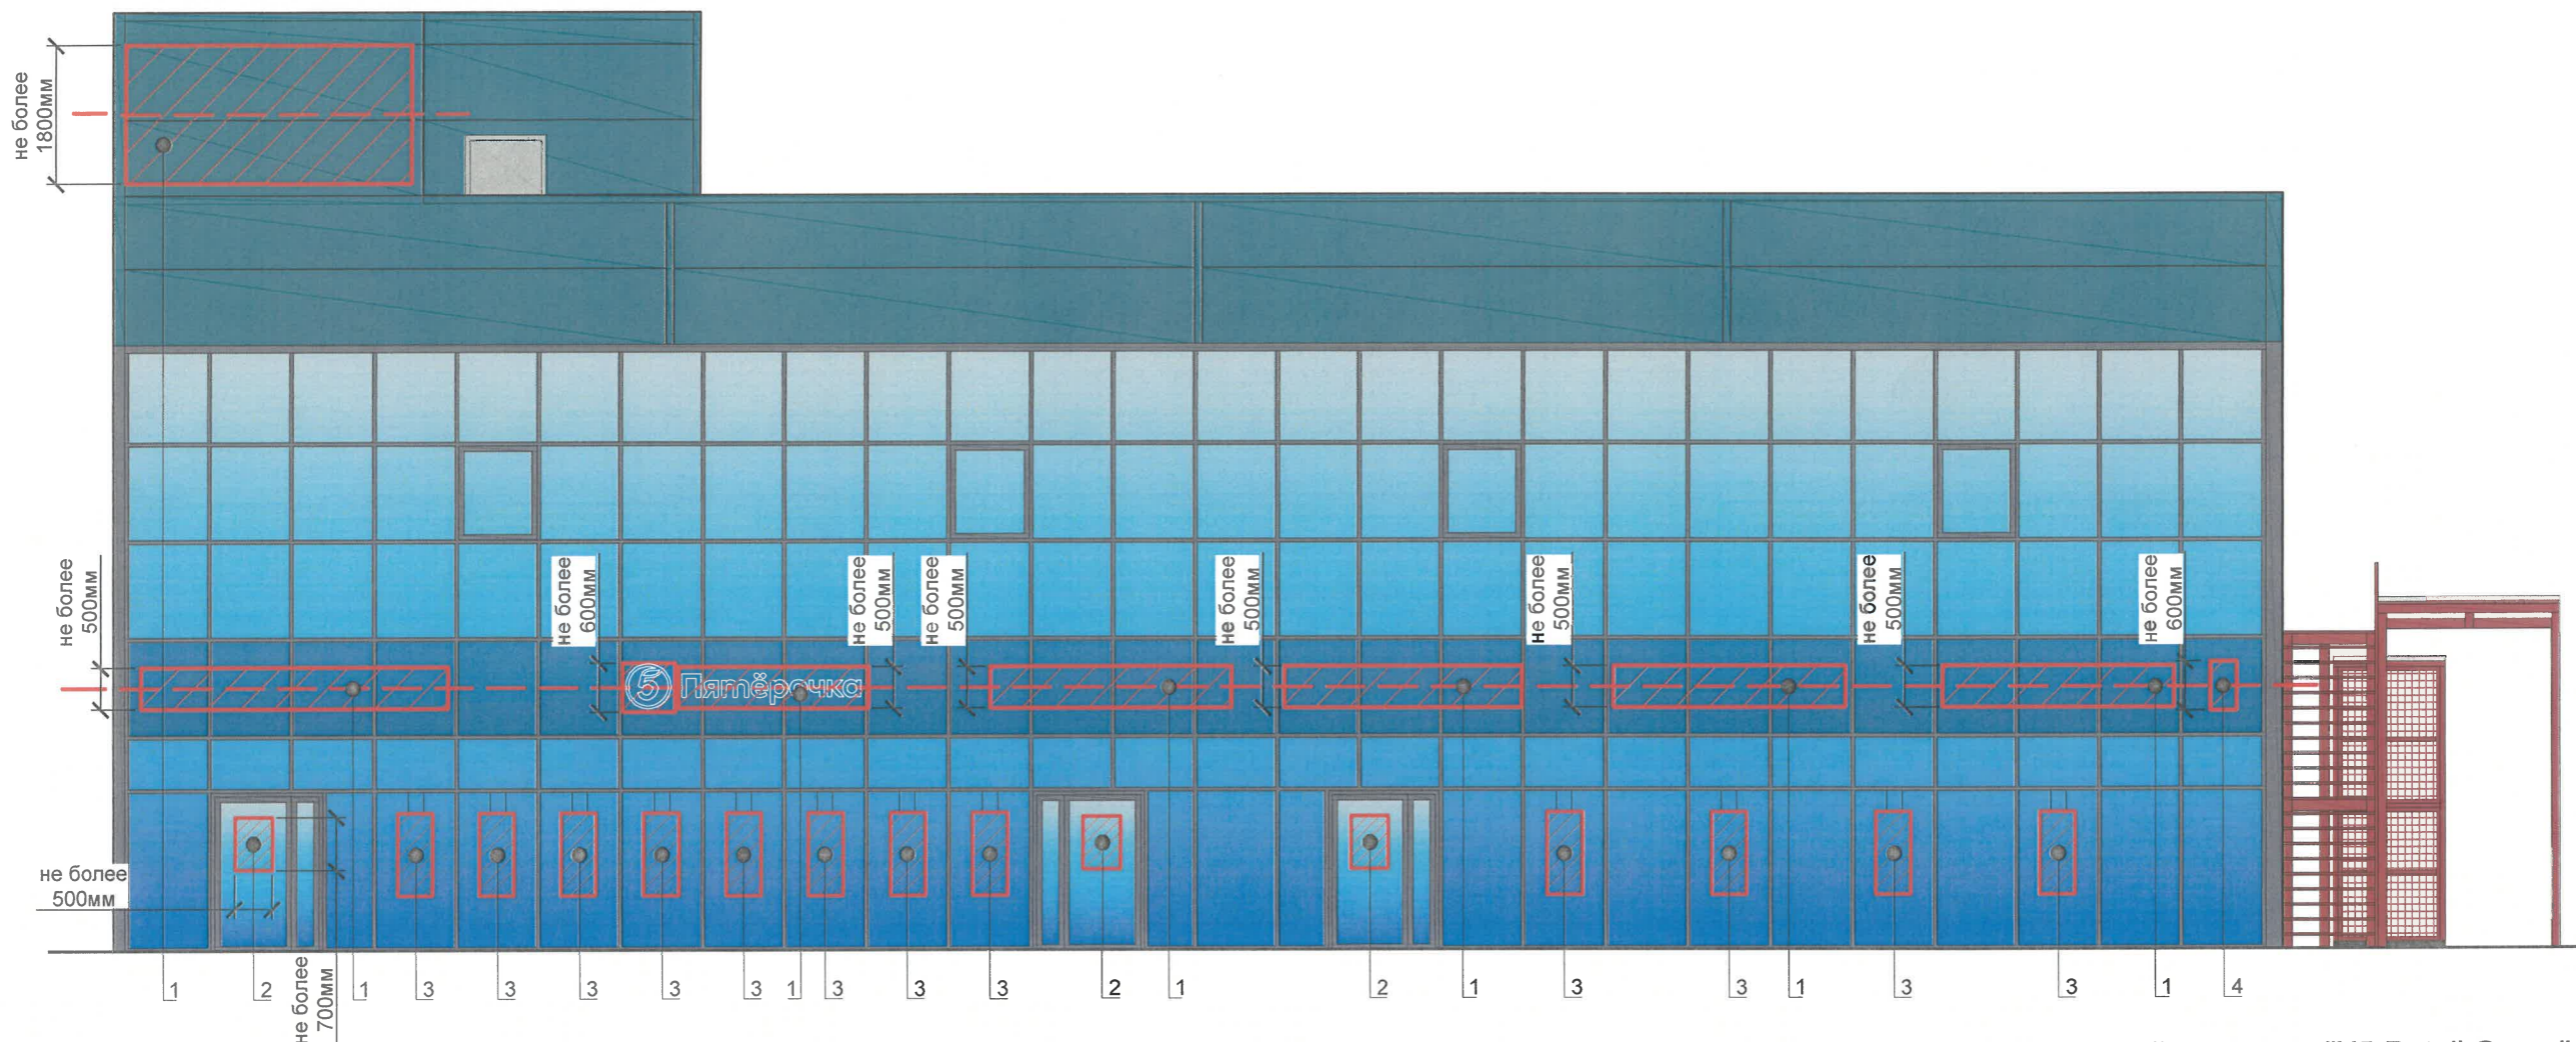 не более
1800мм
не более
500мм
не более
600мм
не более
500мм
не более
500мм
не более
500мм
не более
500мм
не более
500мм
не более
600мм
5 Пятёрочка
не более
500мм
не более
700мм
1 2 1 3 3 3 3 3 1 3 3 3 2 1 2 1 3 3 1 3 3 1 4